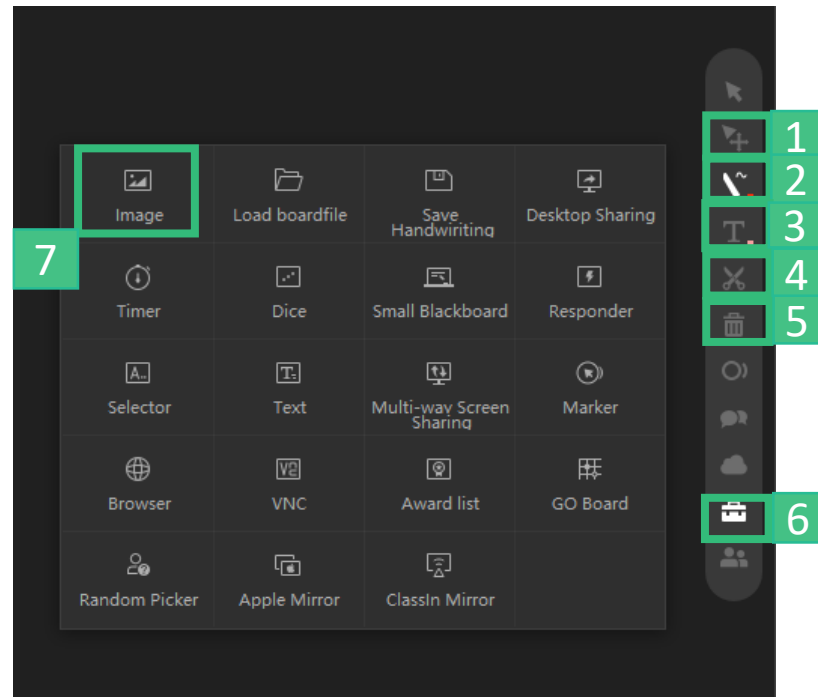 1
2
3
4
5
6
7
Image
Load boardfile
Save
Handwiriting
Desktop Sharing
Timer
Dice
Small Blackboard
Responder
A..
Selector
T:
Text
Multi-way Screen
Sharing
Marker
Browser
V2
VNC
Award list
GO Board
Random Picker
Apple Mirror
ClassIn Mirror
T